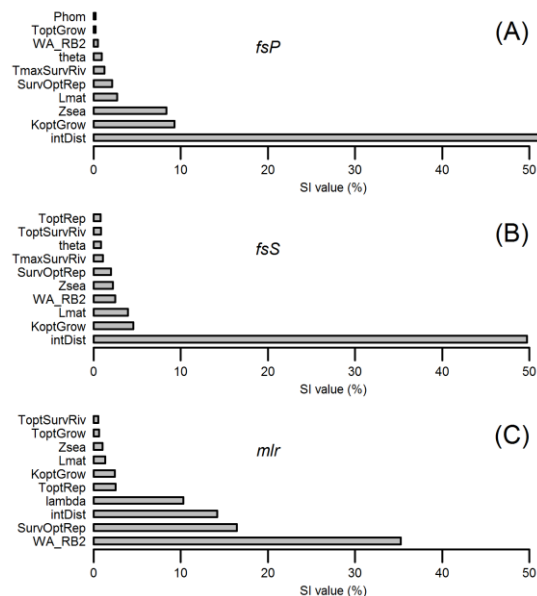 (A)
fsP
Phom
ToptGrow
WA_RB2
theta
TmaxSurvRiv
SurvOptRep
Lmat
Zsea
KoptGrow
intDist
0 10 20 30 40 50
SI value (%)
(B)
fsS
ToptRep
ToptSurvRiv
theta
TmaxSurvRiv
SurvOptRep
Zsea
WA_RB2
Lmat
KoptGrow
intDist
0 10 20 30 40 50
SI value (%)
(C)
mlr
ToptSurvRiv
ToptGrow
Zsea
Lmat
KoptGrow
ToptRep
lambda
intDist
SurvOptRep
WA_RB2
0 10 20 30 40 50
SI value (%)